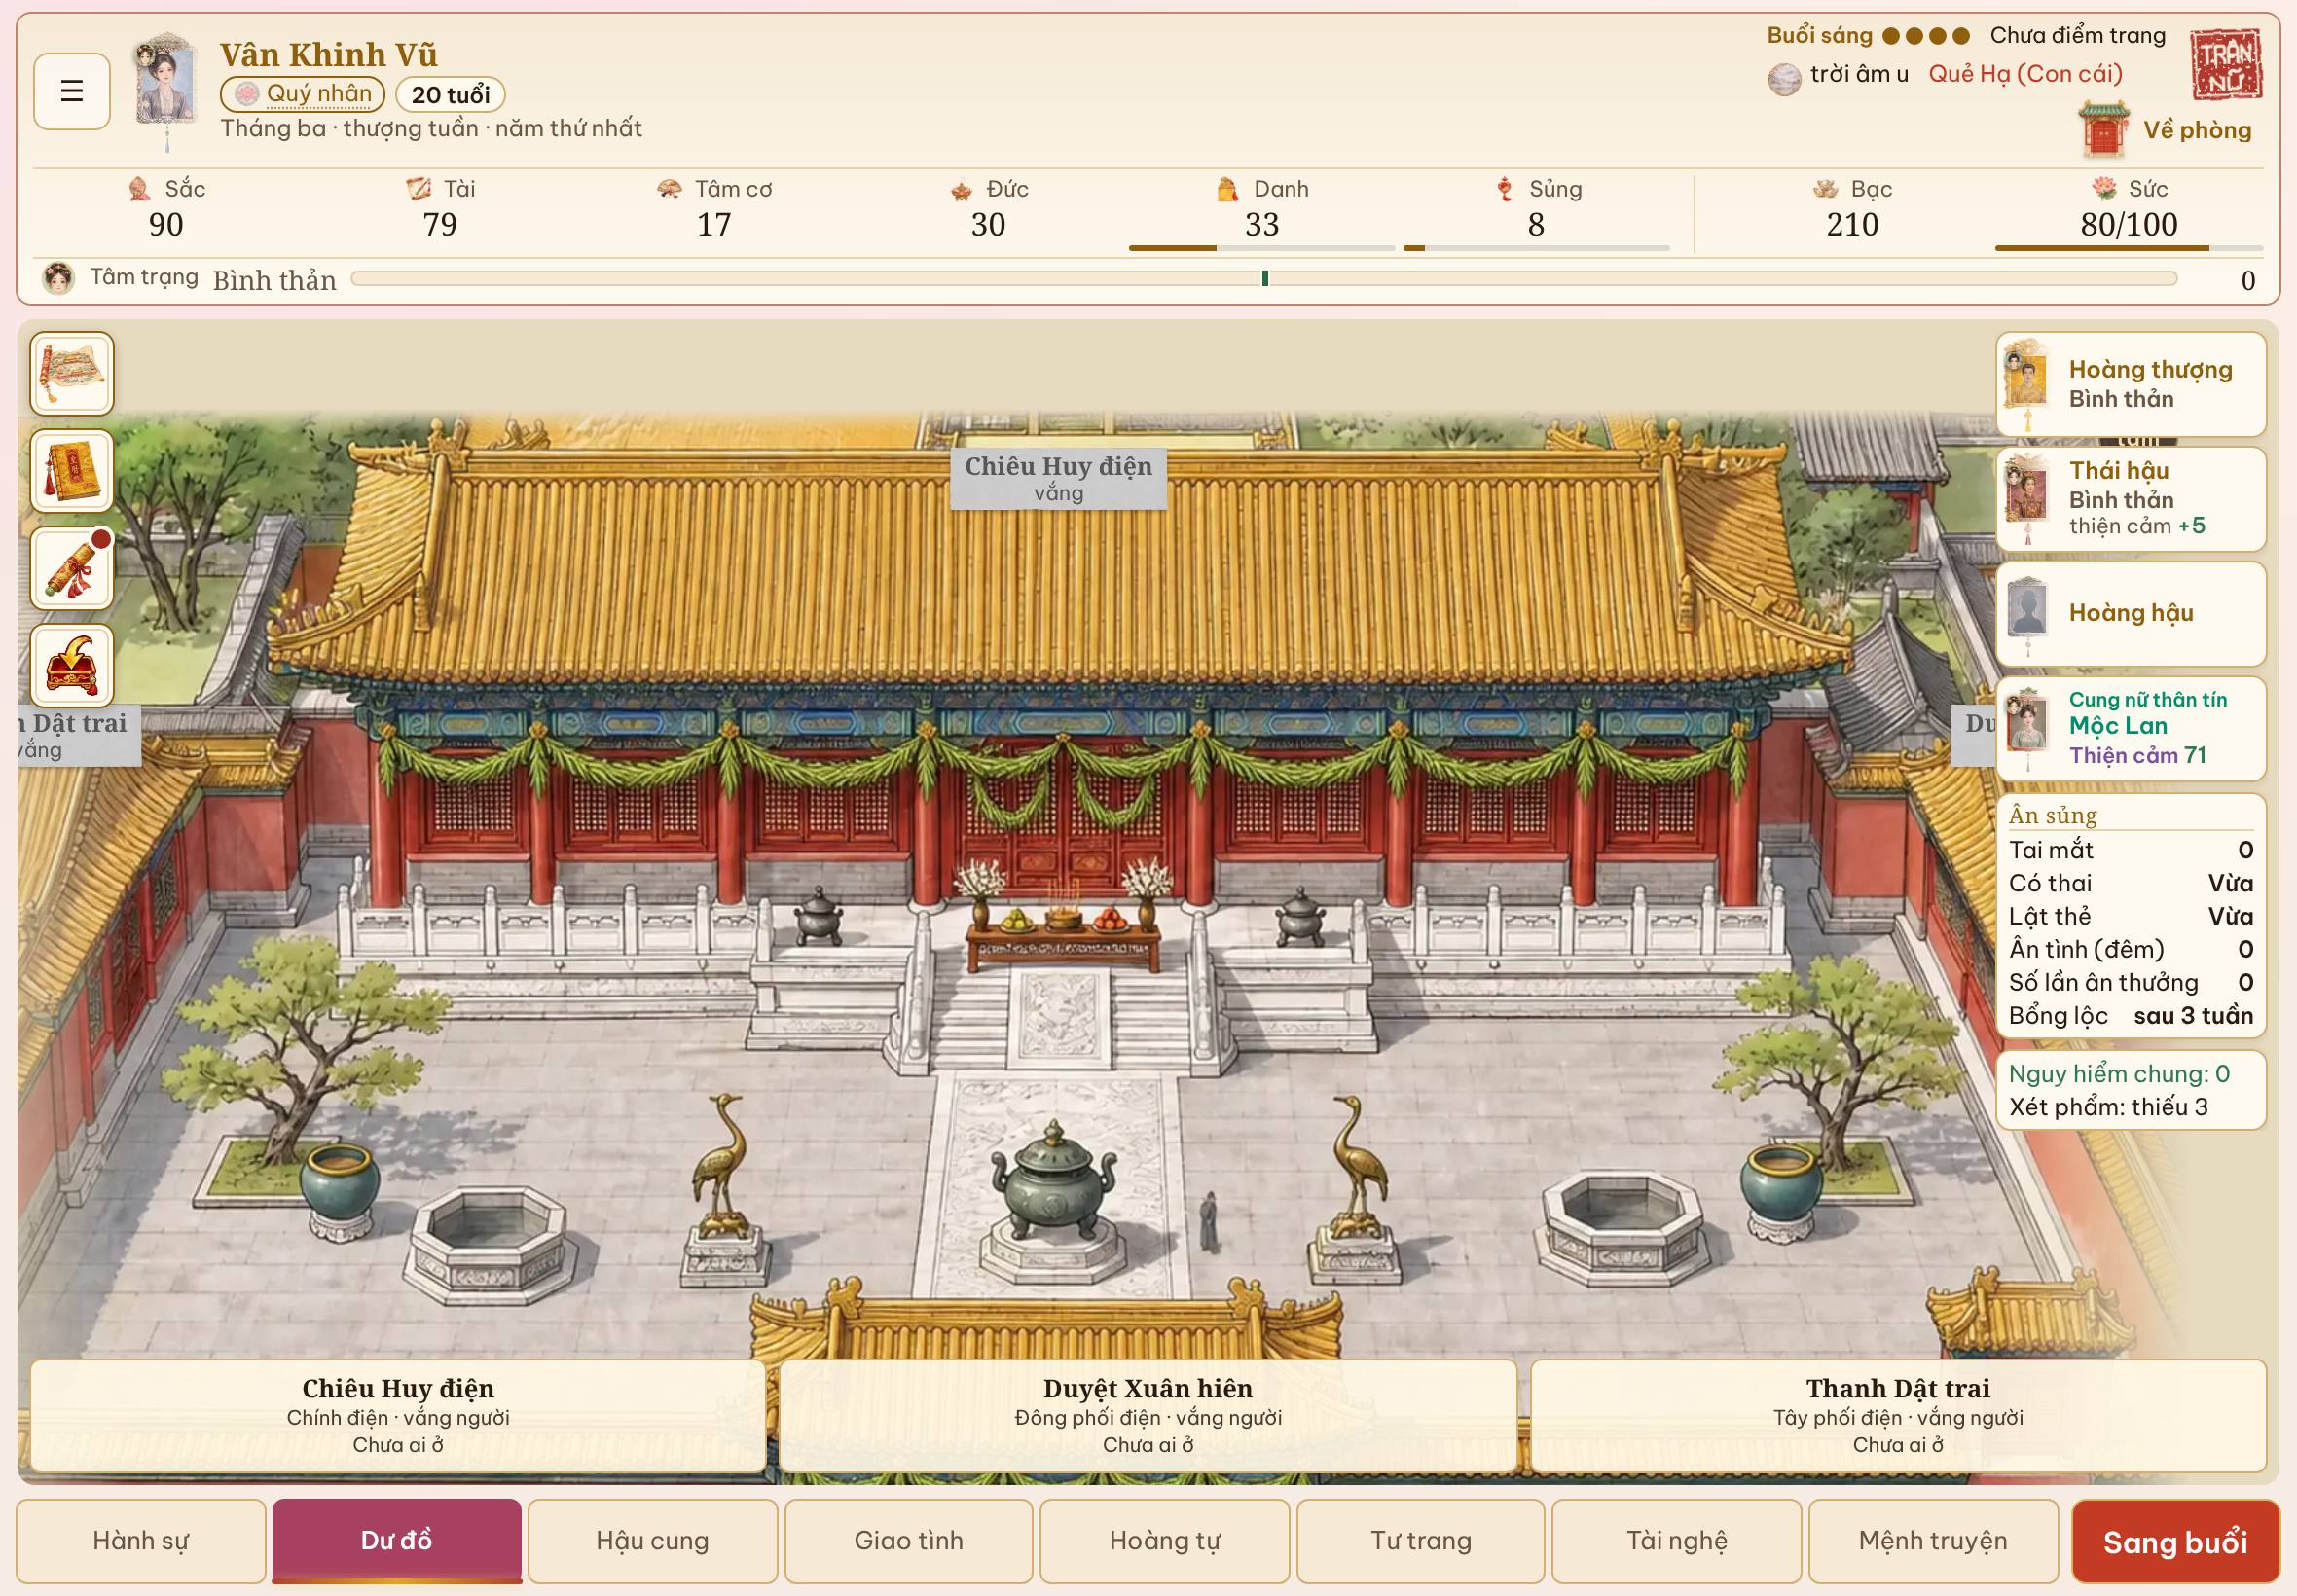 ☰
Vân Khinh Vũ
Quý nhân
20 tuổi
Tháng ba · thượng tuần · năm thứ nhất
Buổi sáng
Chưa điểm trang
trời âm u
Quẻ Hạ (Con cái)
TRÂN
NỮ
Về phòng
Sắc
90
Tài
79
Tâm cơ
17
Đức
30
Danh
33
Sủng
8
Bạc
210
Sức
80/100
Tâm trạng
Bình thản
0
Hoàng thượng
Bình thản
Thái hậu
Bình thản
thiện cảm +5
Hoàng hậu
Cung nữ thân tín
Mộc Lan
Thiện cảm 71
Ân sủng
Tai mắt 0
Có thai Vừa
Lật thẻ Vừa
Ân tình (đêm) 0
Số lần ân thưởng 0
Bổng lộc sau 3 tuần
Nguy hiểm chung: 0
Xét phẩm: thiếu 3
Chiêu Huy điện
vắng
Dật trai
vắng
Chiêu Huy điện
Chính điện · vắng người
Chưa ai ở
Duyệt Xuân hiên
Đông phối điện · vắng người
Chưa ai ở
Thanh Dật trai
Tây phối điện · vắng người
Chưa ai ở
Hành sự
Dư đồ
Hậu cung
Giao tình
Hoàng tự
Tư trang
Tài nghệ
Mệnh truyện
Sang buổi